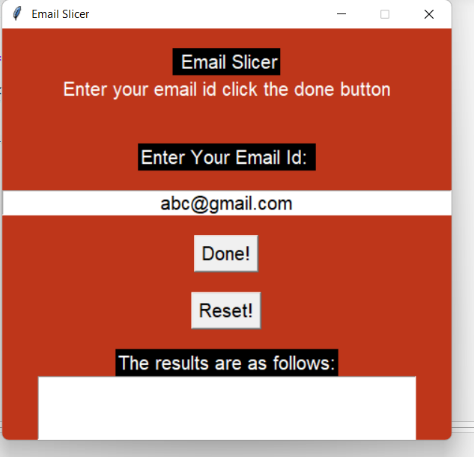 Email Slicer
Email Slicer
Enter your email id click the done button
Enter Your Email Id:
abc@gmail.com
Done!
Reset!
The results are as follows: